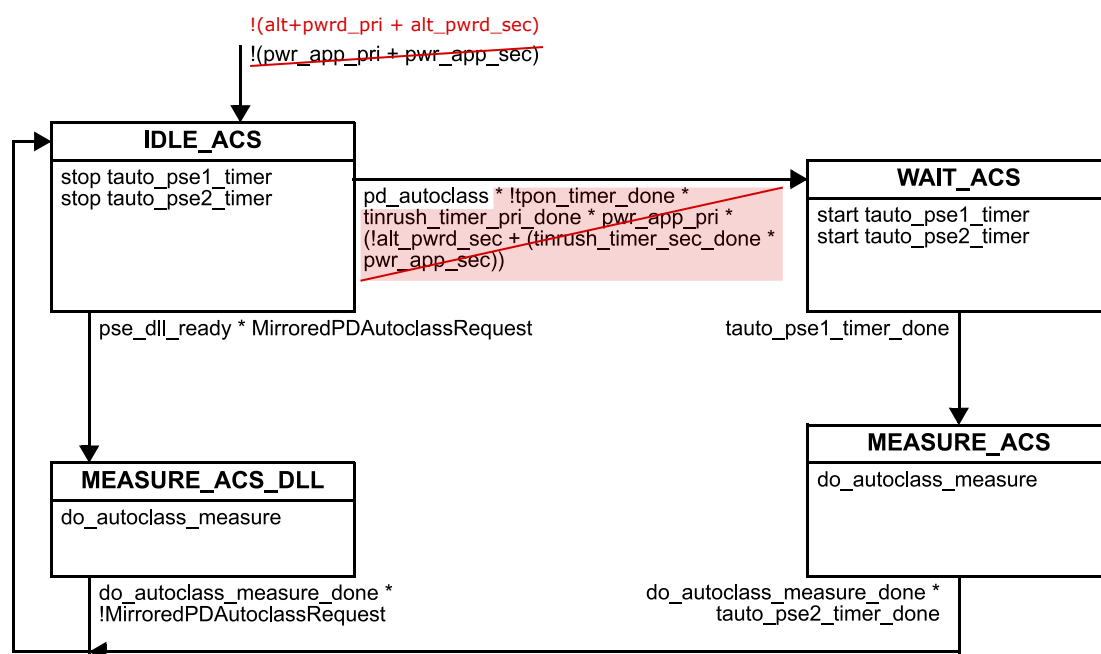 !(alt+pwrd_pri + alt_pwrd_sec)
!(pwr_app_pri + pwr_app_sec)
IDLE_ACS
stop tauto_pse1_timer
stop tauto_pse2_timer
pd_autoclass * !tpon_timer_done *
tinrush_timer_pri_done * pwr_app_pri *
(!alt_pwrd_sec + (tinrush_timer_sec_done *
pwr_app_sec))
WAIT_ACS
start tauto_pse1_timer
start tauto_pse2_timer
pse_dll_ready * MirroredPDAutoclassRequest
tauto_pse1_timer_done
MEASURE_ACS_DLL
do_autoclass_measure
MEASURE_ACS
do_autoclass_measure
do_autoclass_measure_done *
!MirroredPDAutoclassRequest
do_autoclass_measure_done *
tauto_pse2_timer_done